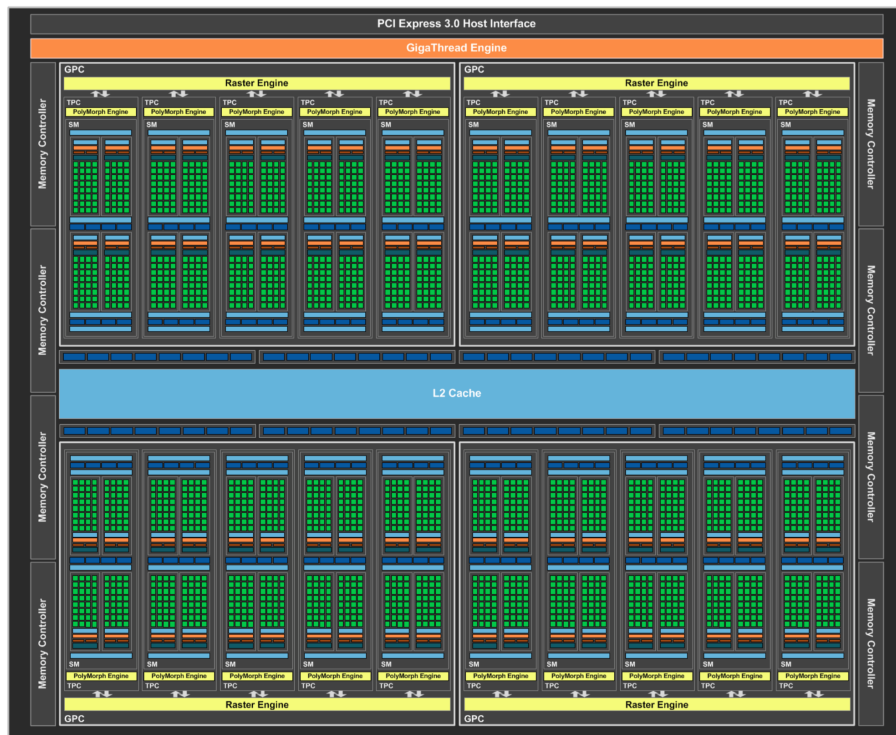 PCI Express 3.0 Host Interface
GigaThread Engine
GPC
GPC
Raster Engine
Raster Engine
TPC TPC TPC TPC TPC
TPC TPC TPC TPC TPC
PolyMorph Engine PolyMorph Engine PolyMorph Engine PolyMorph Engine PolyMorph Engine
PolyMorph Engine PolyMorph Engine PolyMorph Engine PolyMorph Engine PolyMorph Engine
SM SM SM SM SM
SM SM SM SM SM
Memory Controller
Memory Controller
Memory Controller
Memory Controller
L2 Cache
Memory Controller
Memory Controller
Memory Controller
Memory Controller
SM SM SM SM SM
SM SM SM SM SM
PolyMorph Engine PolyMorph Engine PolyMorph Engine PolyMorph Engine PolyMorph Engine
PolyMorph Engine PolyMorph Engine PolyMorph Engine PolyMorph Engine PolyMorph Engine
TPC TPC TPC TPC TPC
TPC TPC TPC TPC TPC
Raster Engine
Raster Engine
GPC
GPC